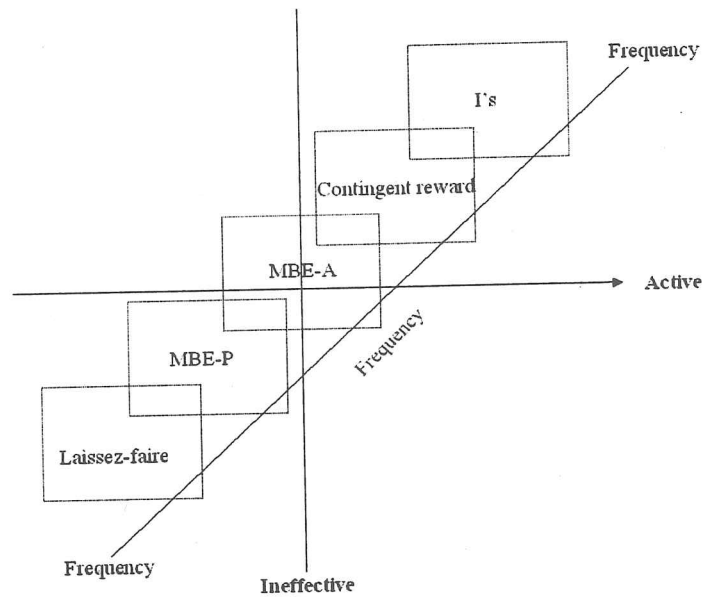 Frequency
I's
Contingent reward
MBE-A
Active
Frequency
MBE-P
Laissez-faire
Frequency
Ineffective